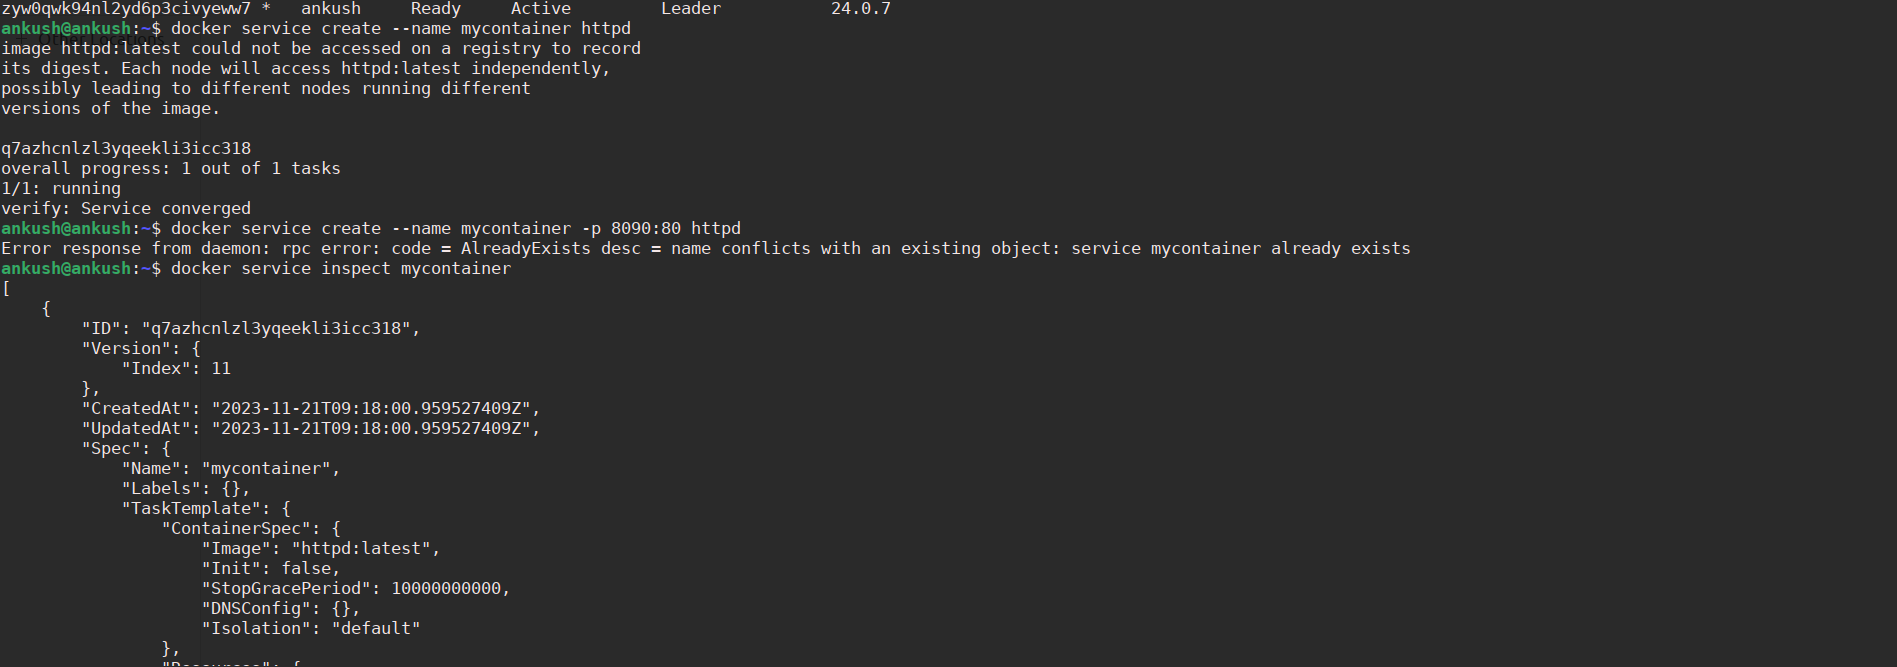 zyw0qwk94nl2yd6p3civyeww7 *   ankush     Ready     Active         Leader           24.0.7
ankush@ankush:~$ docker service create --name mycontainer httpd
image httpd:latest could not be accessed on a registry to record
its digest. Each node will access httpd:latest independently,
possibly leading to different nodes running different
versions of the image.

q7azhcnlzl3yqeekli3icc318
overall progress: 1 out of 1 tasks
1/1: running
verify: Service converged
ankush@ankush:~$ docker service create --name mycontainer -p 8090:80 httpd
Error response from daemon: rpc error: code = AlreadyExists desc = name conflicts with an existing object: service mycontainer already exists
ankush@ankush:~$ docker service inspect mycontainer
[
    {
        "ID": "q7azhcnlzl3yqeekli3icc318",
        "Version": {
            "Index": 11
        },
        "CreatedAt": "2023-11-21T09:18:00.959527409Z",
        "UpdatedAt": "2023-11-21T09:18:00.959527409Z",
        "Spec": {
            "Name": "mycontainer",
            "Labels": {},
            "TaskTemplate": {
                "ContainerSpec": {
                    "Image": "httpd:latest",
                    "Init": false,
                    "StopGracePeriod": 10000000000,
                    "DNSConfig": {},
                    "Isolation": "default"
                },